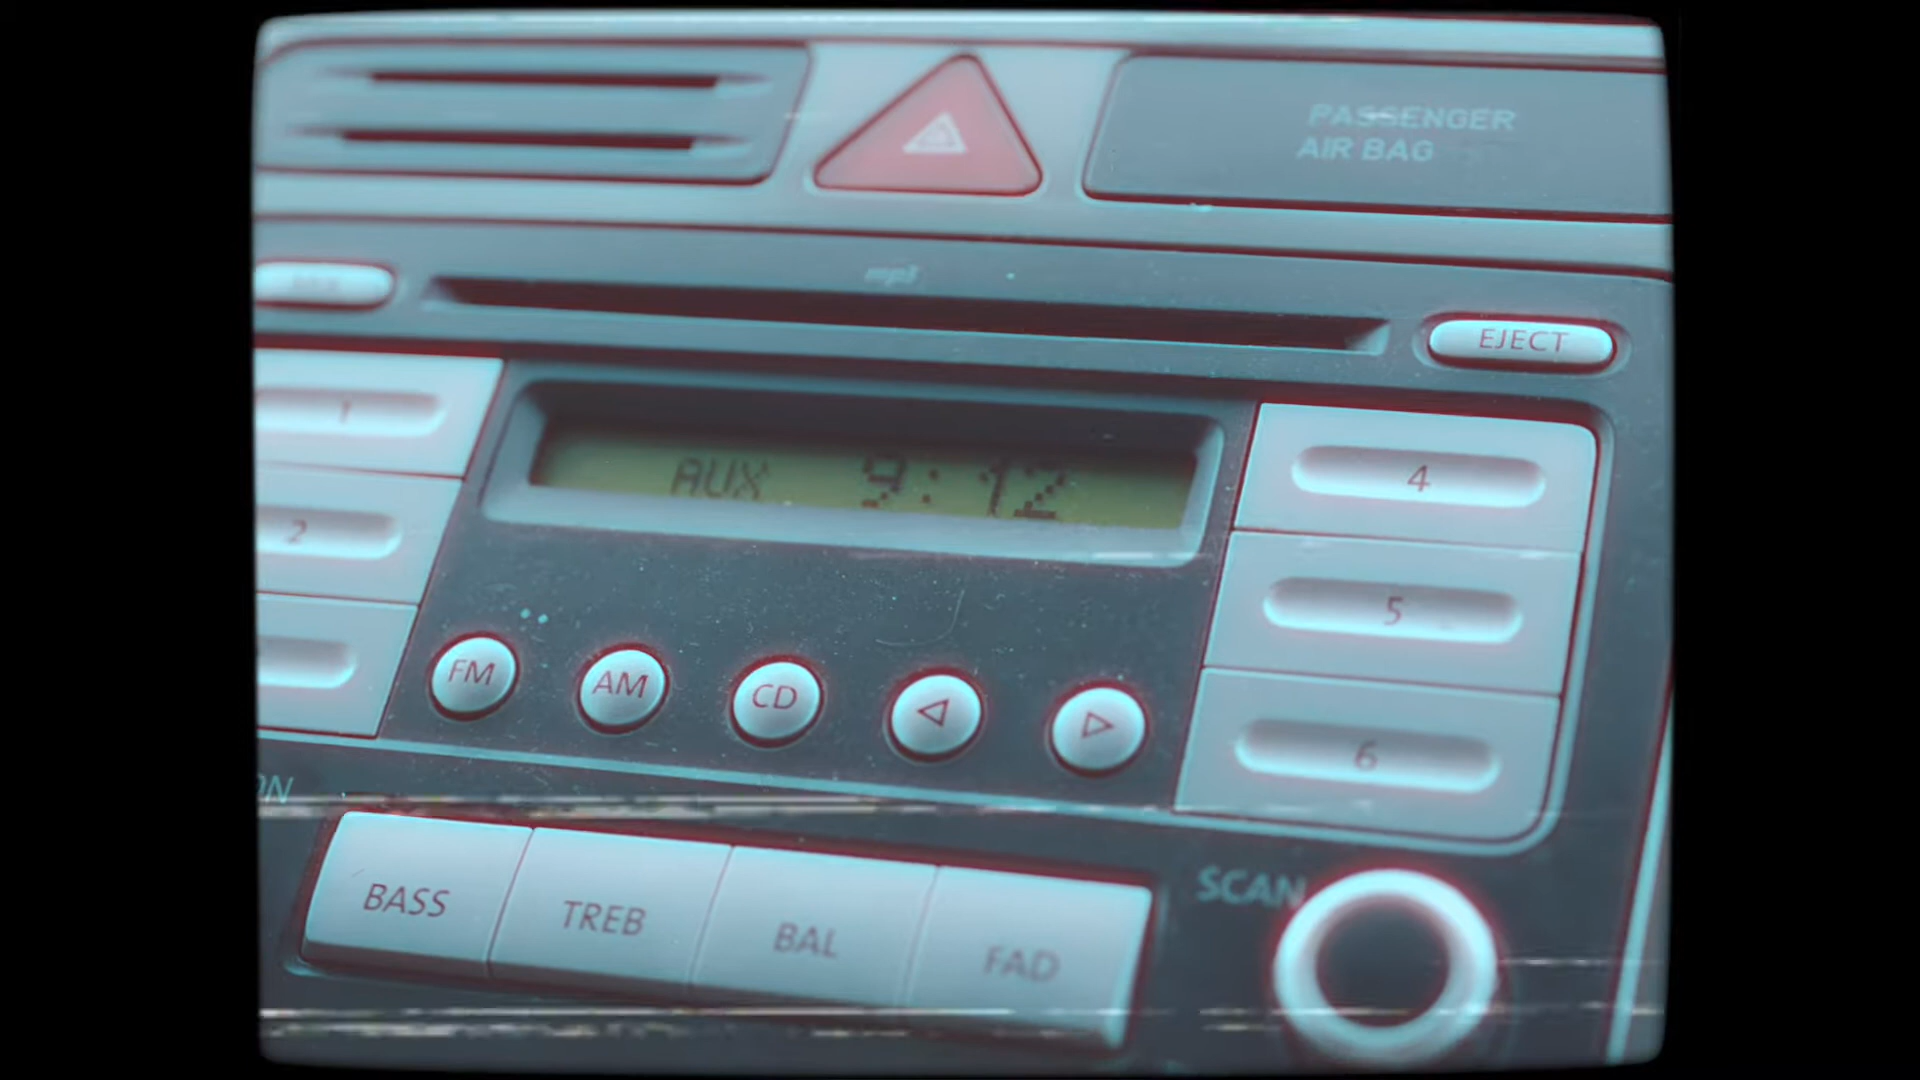 PASSENGER
AIR BAG
mp3
EJECT
1
AUX 9:12
4
2
5
FM AM CD
6
BASS TREB BAL FAD
SCAN